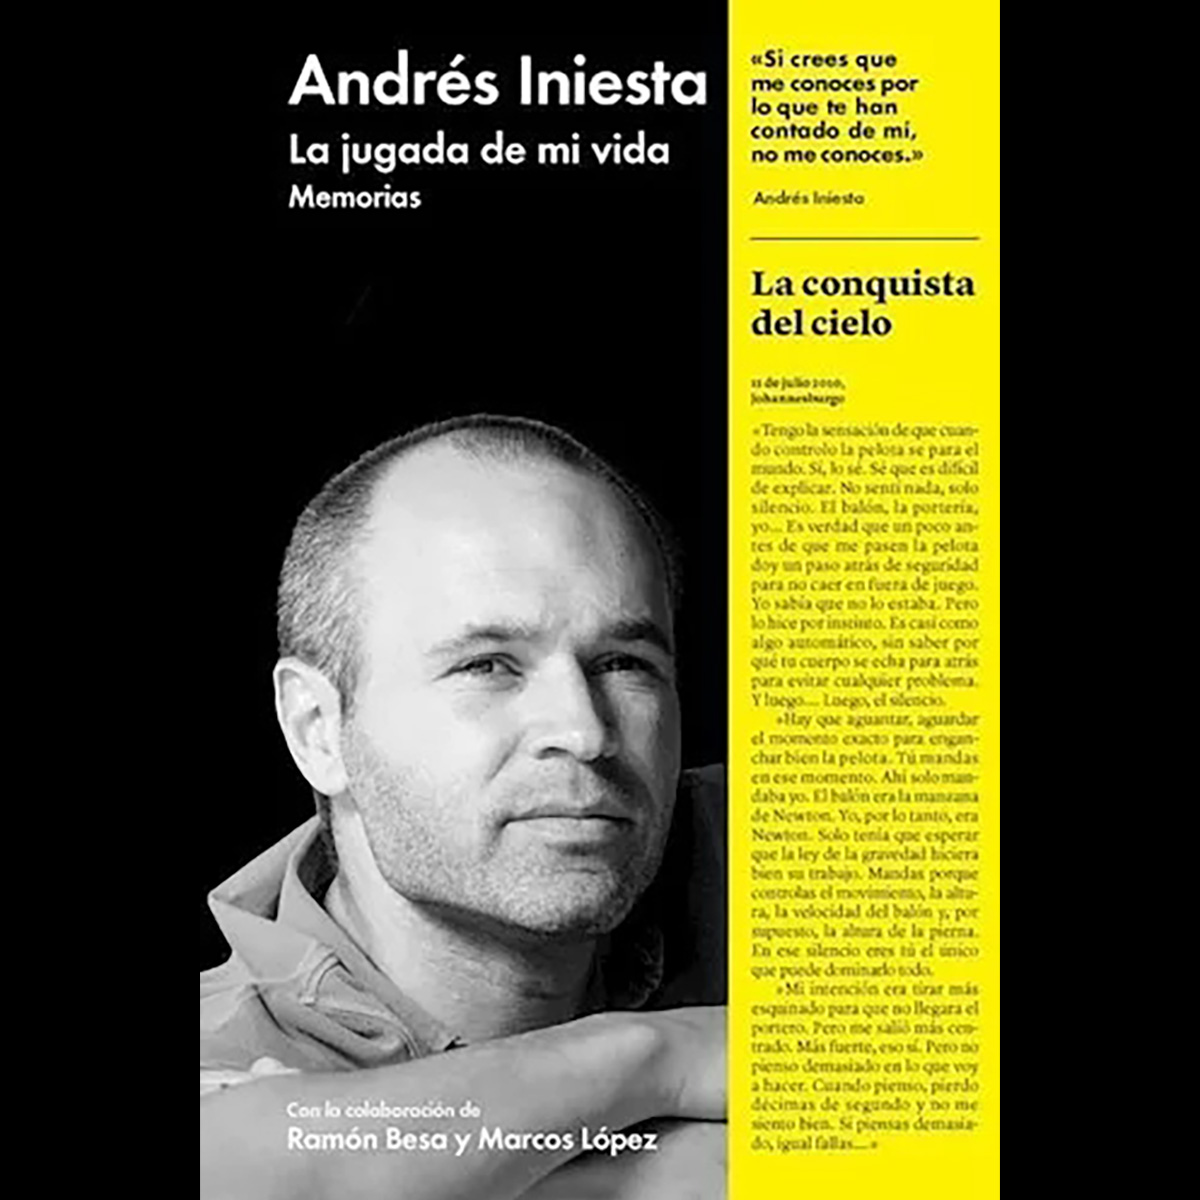 Andrés Iniesta
La jugada de mi vida
Memorias
Con la colaboración de
Ramón Besa y Marcos López
«Si crees que
me conoces por
lo que te han
contado de mí,
no me conoces.»
Andrés Iniesta
La conquista
del cielo
11 de julio 2010,
Johannesburgo
«Tengo la sensación de que cuan-
do controlo la pelota se para el
mundo. Sí, lo sé. Sé que es difícil
de explicar. No sentí nada, solo
silencio. El balón, la portería,
yo... Es verdad que un poco an-
tes de que me pasen la pelota
doy un paso atrás de seguridad
para no caer en fuera de juego.
Yo sabía que no lo estaba. Pero
lo hice por instinto. Es casi como
algo automático, sin saber por
qué tu cuerpo se echa para atrás
para evitar cualquier problema.
Y luego.... Luego, el silencio.
»Hay que aguantar, aguardar
el momento exacto para engan-
char bien la pelota. Tú mandas
en ese momento. Ahí solo man-
daba yo. El balón era la manzana
de Newton. Yo, por lo tanto, era
Newton. Solo tenía que esperar
que la ley de la gravedad hiciera
bien su trabajo. Mandas porque
controlas el movimiento, la altu-
ra, la velocidad del balón y, por
supuesto, la altura de la pierna.
En ese silencio eres tú el único
que puede dominarlo todo.
»Mi intención era tirar más
esquinado para que no llegara el
portero. Pero me salió más cen-
trado. Más fuerte, eso sí. Pero no
pienso demasiado en lo que voy
a hacer. Cuando pienso, pierdo
décimas de segundo y no me
siento bien. Si piensas demasia-
do, igual fallas....»